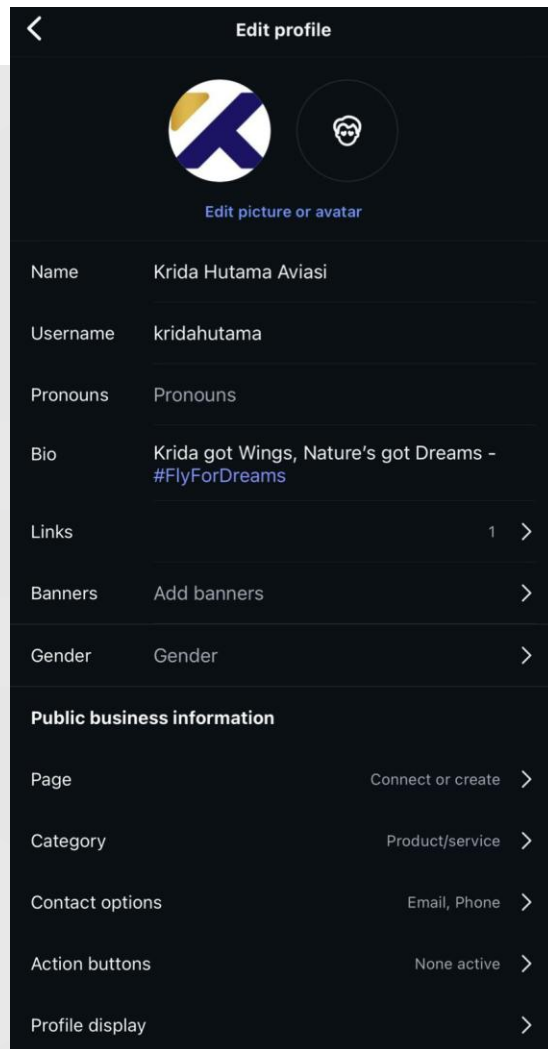 Edit profile
Edit picture or avatar
Name Krida Hutama Aviasi
Username kridahutama
Pronouns Pronouns
Bio Krida got Wings, Nature’s got Dreams -
#FlyForDreams
Links 1
Banners Add banners
Gender Gender
Public business information
Page Connect or create
Category Product/service
Contact options Email, Phone
Action buttons None active
Profile display